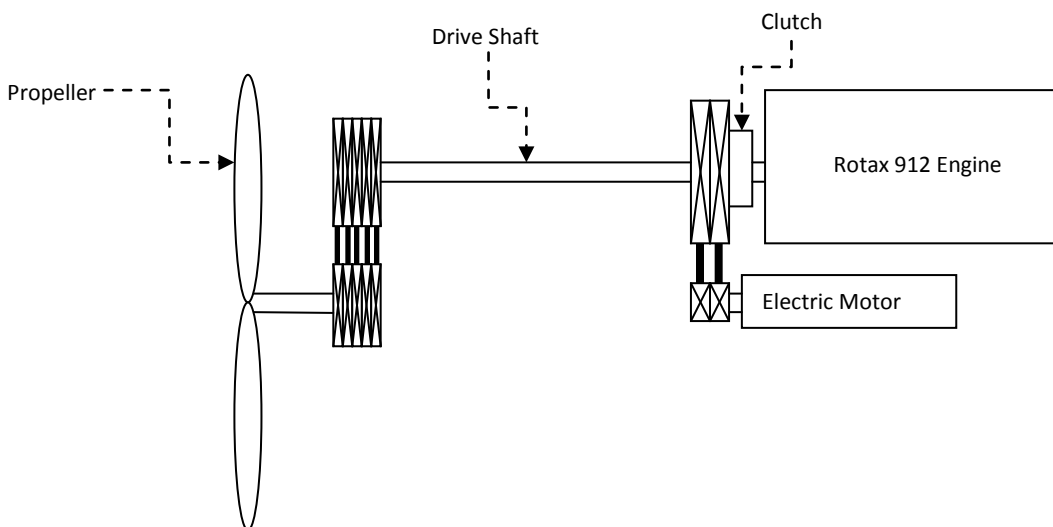 Clutch
Drive Shaft
Propeller
Rotax 912 Engine
Electric Motor